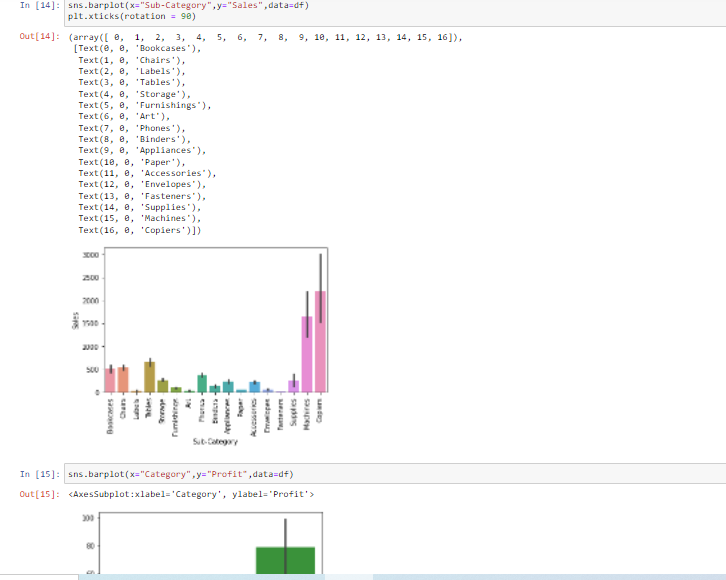 In [14]: sns.barplot(x="Sub-Category",y="Sales",data=df)
plt.xticks(rotation = 90)
Out[14]: (array([ 0,  1,  2,  3,  4,  5,  6,  7,  8,  9, 10, 11, 12, 13, 14, 15, 16]),
[Text(0, 0, 'Bookcases'),
Text(1, 0, 'Chairs'),
Text(2, 0, 'Labels'),
Text(3, 0, 'Tables'),
Text(4, 0, 'Storage'),
Text(5, 0, 'Furnishings'),
Text(6, 0, 'Art'),
Text(7, 0, 'Phones'),
Text(8, 0, 'Binders'),
Text(9, 0, 'Appliances'),
Text(10, 0, 'Paper'),
Text(11, 0, 'Accessories'),
Text(12, 0, 'Envelopes'),
Text(13, 0, 'Fasteners'),
Text(14, 0, 'Supplies'),
Text(15, 0, 'Machines'),
Text(16, 0, 'Copiers')])
3000
2500
2000
1500
1000
500
0
Sales
Bookcases
Chairs
Labels
Tables
Storage
Furnishings
Art
Phones
Binders
Appliances
Paper
Accessories
Envelopes
Fasteners
Supplies
Machines
Copiers
Sub-Category
In [15]: sns.barplot(x="Category",y="Profit",data=df)
Out[15]: <AxesSubplot:xlabel='Category', ylabel='Profit'>
100
80